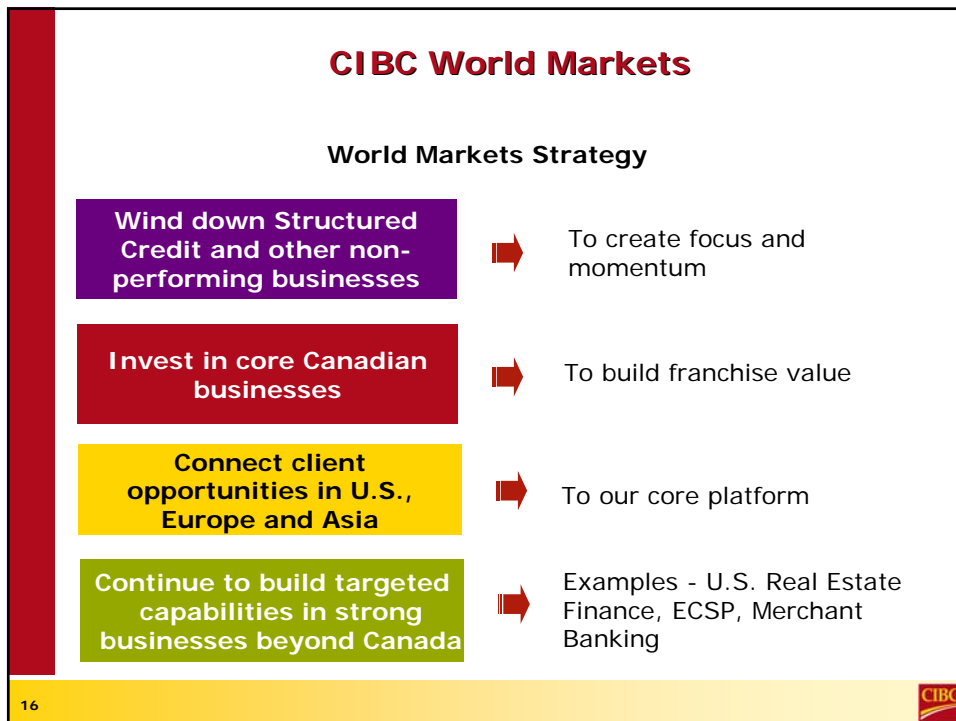 CIBC World Markets
World Markets Strategy
Wind down Structured
Credit and other non-
performing businesses
To create focus and
momentum
Invest in core Canadian
businesses
To build franchise value
Connect client
opportunities in U.S.,
Europe and Asia
To our core platform
Continue to build targeted
capabilities in strong
businesses beyond Canada
Examples - U.S. Real Estate
Finance, ECSP, Merchant
Banking
16
CIBC